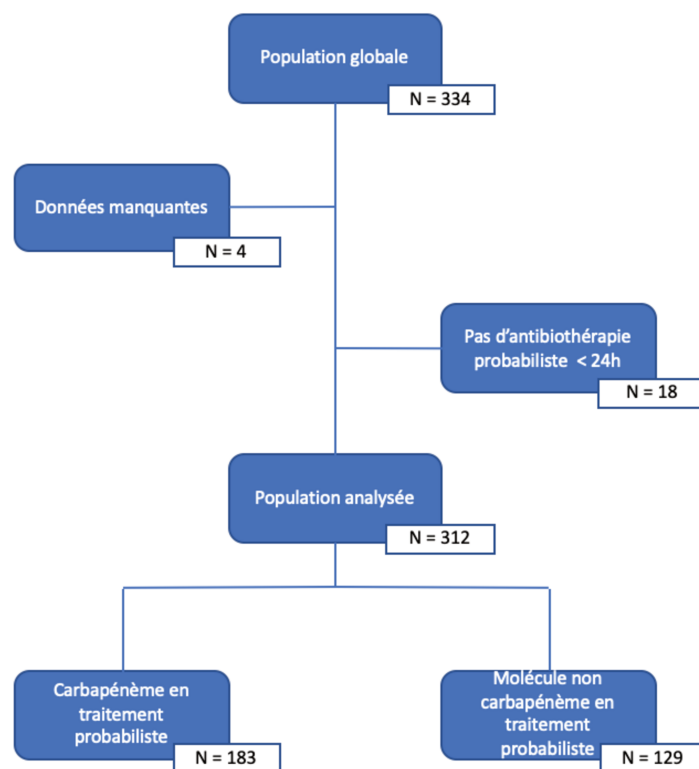 Population globale
N = 334
Données manquantes
N = 4
Pas d'antibiothérapie
probabiliste < 24h
N = 18
Population analysée
N = 312
Carbapénème en
traitement
probabiliste
N = 183
Molécule non
carbapénème en
traitement
probabiliste
N = 129